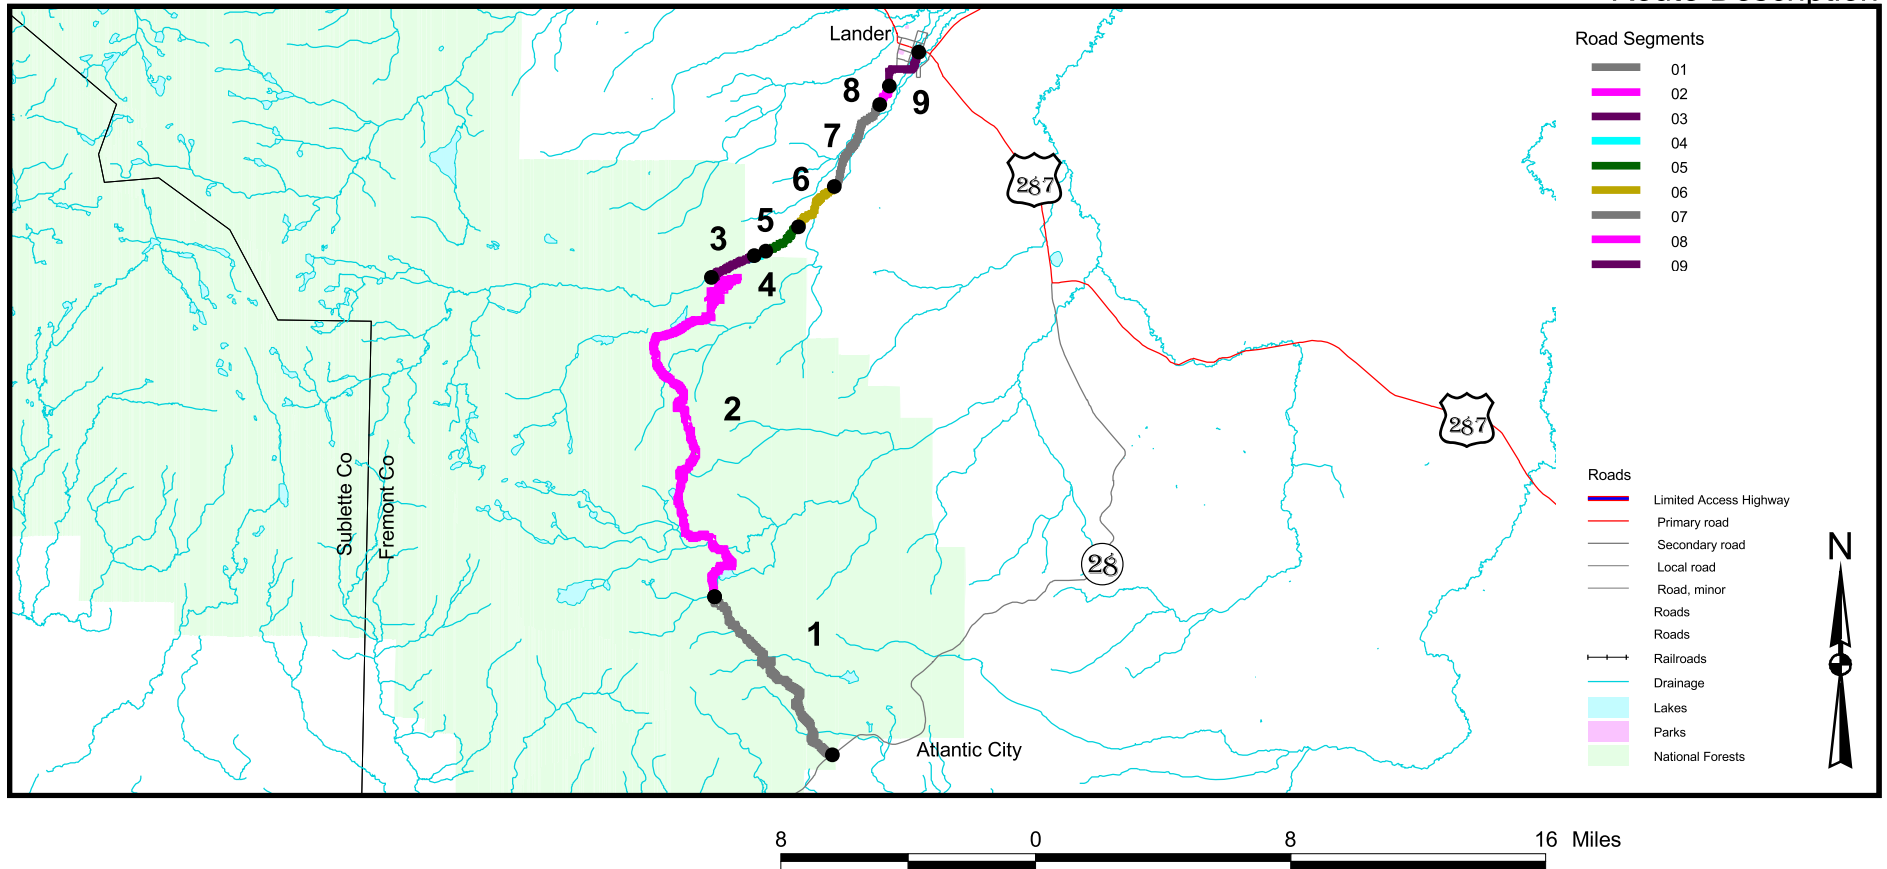 Route Description
Lander
Road Segments
01
02
03
04
05
06
07
08
09
8
9
7
6
5
3
4
2
1
287
287
28
Sublette Co
Fremont Co
Atlantic City
Roads
Limited Access Highway
Primary road
Secondary road
Local road
Road, minor
Roads
Roads
Railroads
Drainage
Lakes
Parks
National Forests
N
8 0 8 16 Miles